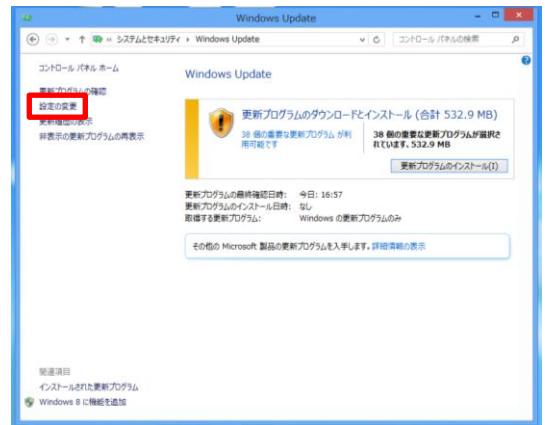 Windows Update
システムとセキュリティ › Windows Update
コントロール パネルの検索
コントロール パネル ホーム
更新プログラムの確認
設定の変更
更新履歴の表示
非表示の更新プログラムの再表示
Windows Update
更新プログラムのダウンロードとインストール (合計 532.9 MB)
38 個の重要な更新プログラム が利用可能です
38 個の重要な更新プログラムが選択されています、532.9 MB
更新プログラムのインストール(I)
更新プログラムの最終確認日時: 今日: 16:57
更新プログラムのインストール日時: なし
取得する更新プログラム: Windows の更新プログラムのみ
その他の Microsoft 製品の更新プログラムを入手します。詳細情報の表示
関連項目
インストールされた更新プログラム
Windows 8 に機能を追加